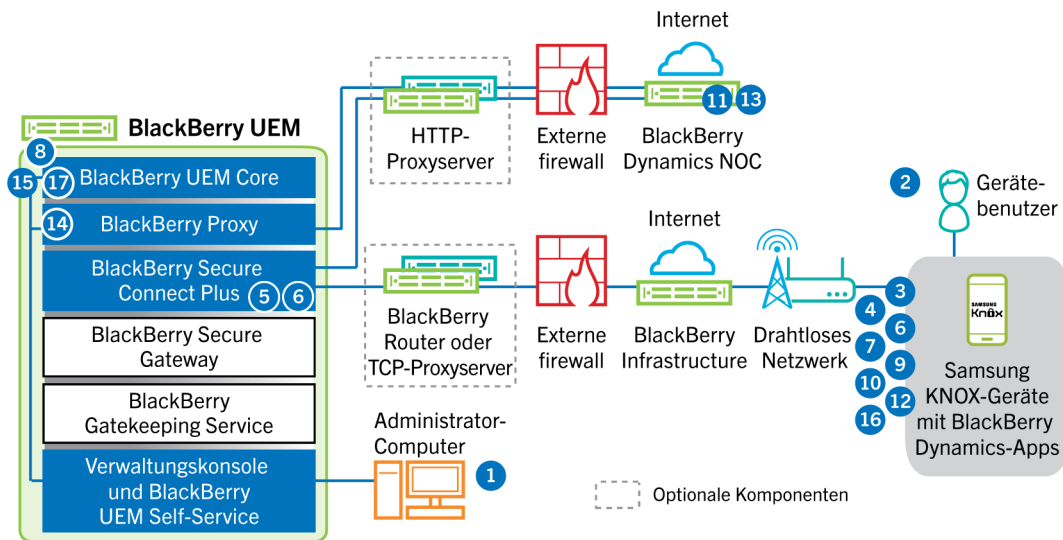 Internet
HTTP-
Proxyserver
Externe
firewall
11
13
BlackBerry
Dynamics NOC
BlackBerry UEM
8
15
17
BlackBerry UEM Core
14
BlackBerry Proxy
BlackBerry Secure
Connect Plus
5
6
BlackBerry Secure
Gateway
BlackBerry
Gatekeeping Service
Verwaltungskonsole
und BlackBerry
UEM Self-Service
BlackBerry
Router oder
TCP-Proxyserver
Externe
firewall
Internet
BlackBerry
Infrastructure
Drahtloses
Netzwerk
2
Geräte-
benutzer
3
4
6
7
9
10
12
16
SAMSUNG
Knox
Samsung
KNOX-Geräte
mit BlackBerry
Dynamics-Apps
Administrator-
Computer
1
Optionale Komponenten